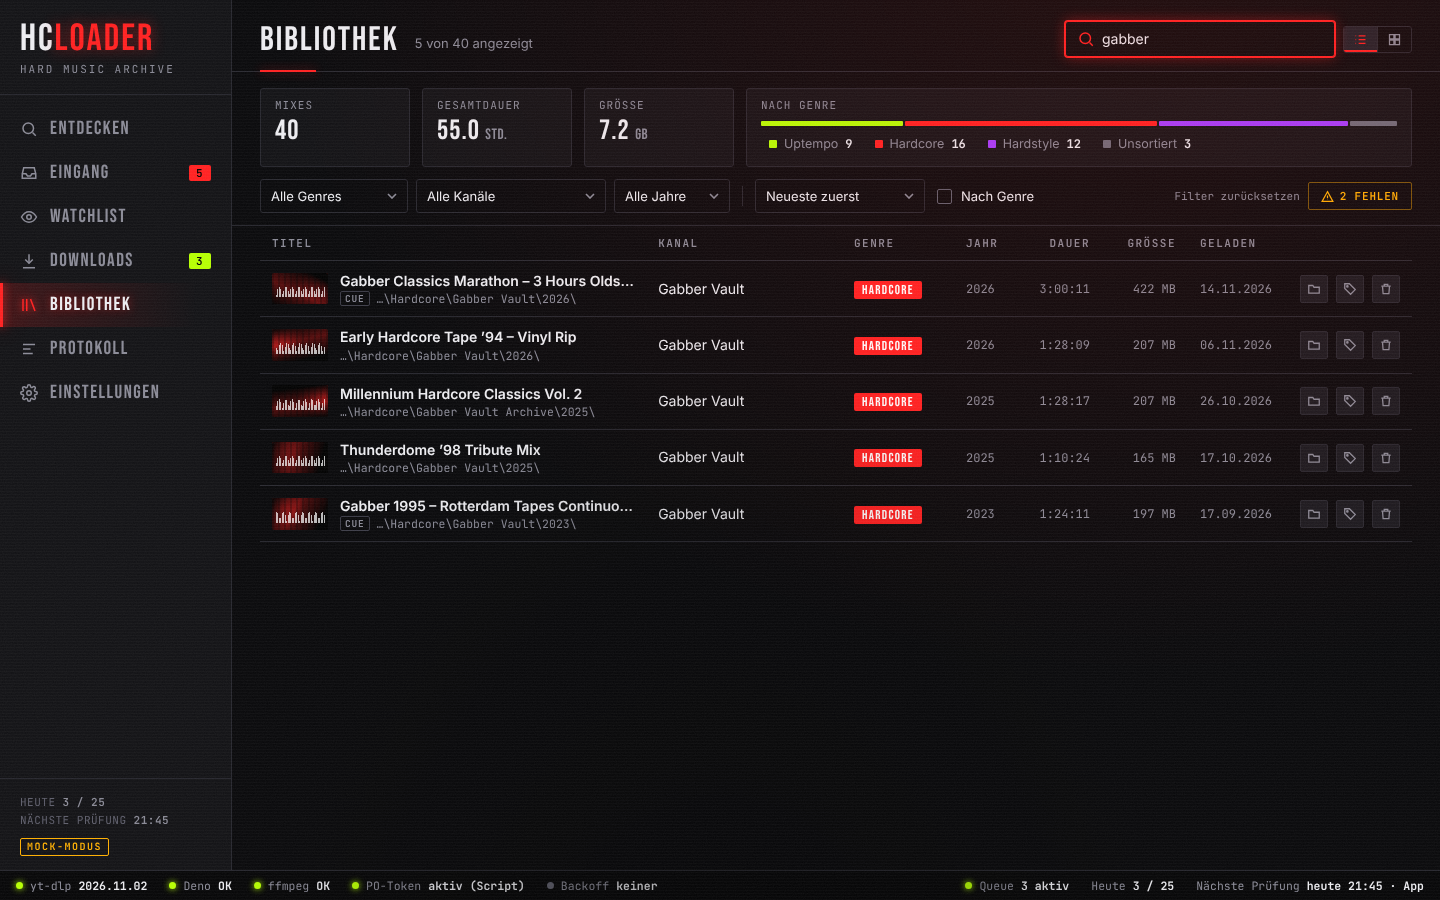 HCLOADER
HARD MUSIC ARCHIVE
ENTDECKEN
EINGANG 5
WATCHLIST
DOWNLOADS 3
BIBLIOTHEK
PROTOKOLL
EINSTELLUNGEN
HEUTE 3 / 25
NÄCHSTE PRÜFUNG 21:45
MOCK-MODUS
BIBLIOTHEK 5 von 40 angezeigt gabber
MIXES
40
GESAMTDAUER
55.0 STD.
GRÖSSE
7.2 GB
NACH GENRE
Uptempo 9 Hardcore 16 Hardstyle 12 Unsortiert 3
Alle Genres Alle Kanäle Alle Jahre Neueste zuerst Nach Genre Filter zurücksetzen 2 FEHLEN
TITEL KANAL GENRE JAHR DAUER GRÖSSE GELADEN
Gabber Classics Marathon – 3 Hours Olds… Gabber Vault HARDCORE 2026 3:00:11 422 MB 14.11.2026
CUE …\Hardcore\Gabber Vault\2026\
Early Hardcore Tape ’94 – Vinyl Rip Gabber Vault HARDCORE 2026 1:28:09 207 MB 06.11.2026
…\Hardcore\Gabber Vault\2026\
Millennium Hardcore Classics Vol. 2 Gabber Vault HARDCORE 2025 1:28:17 207 MB 26.10.2026
…\Hardcore\Gabber Vault Archive\2025\
Thunderdome ’98 Tribute Mix Gabber Vault HARDCORE 2025 1:10:24 165 MB 17.10.2026
…\Hardcore\Gabber Vault\2025\
Gabber 1995 – Rotterdam Tapes Continuo… Gabber Vault HARDCORE 2023 1:24:11 197 MB 17.09.2026
CUE …\Hardcore\Gabber Vault\2023\
yt-dlp 2026.11.02 Deno OK ffmpeg OK PO-Token aktiv (Script) Backoff keiner Queue 3 aktiv Heute 3 / 25 Nächste Prüfung heute 21:45 · App